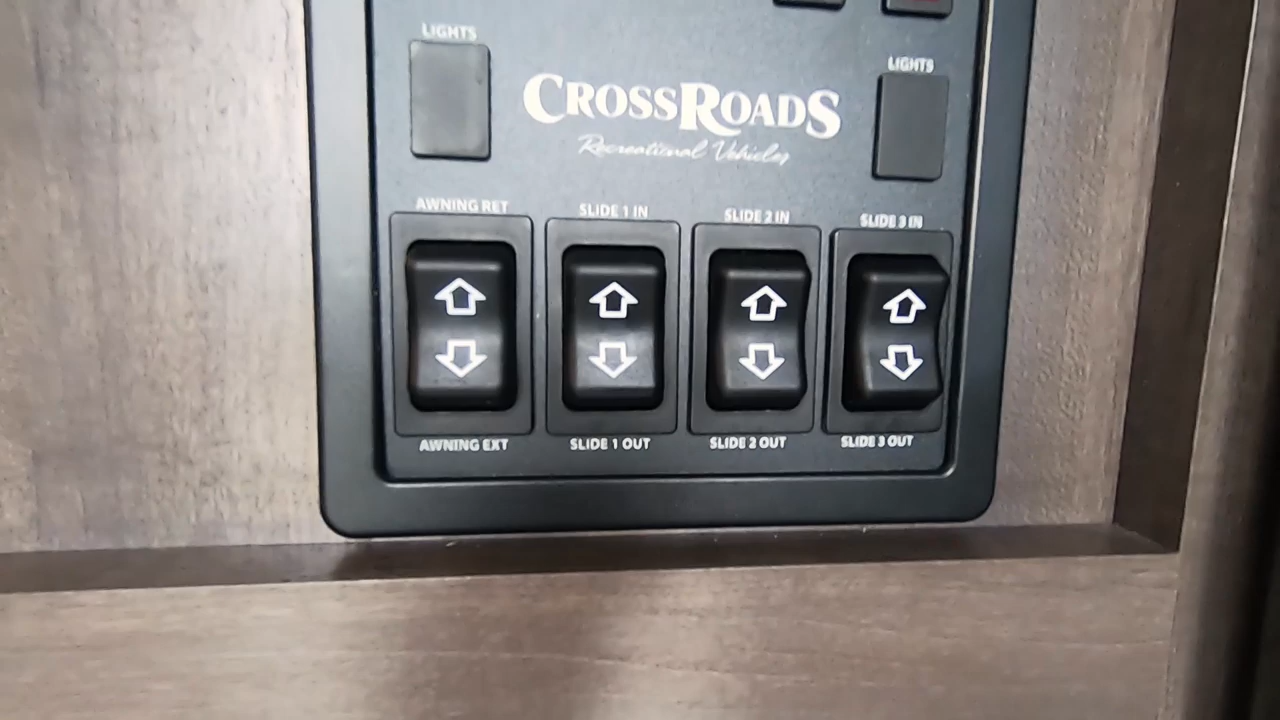 LIGHTS
LIGHTS
CROSSROADS
Recreational Vehicles
AWNING RET
SLIDE 1 IN
SLIDE 2 IN
SLIDE 3 IN
AWNING EXT
SLIDE 1 OUT
SLIDE 2 OUT
SLIDE 3 OUT